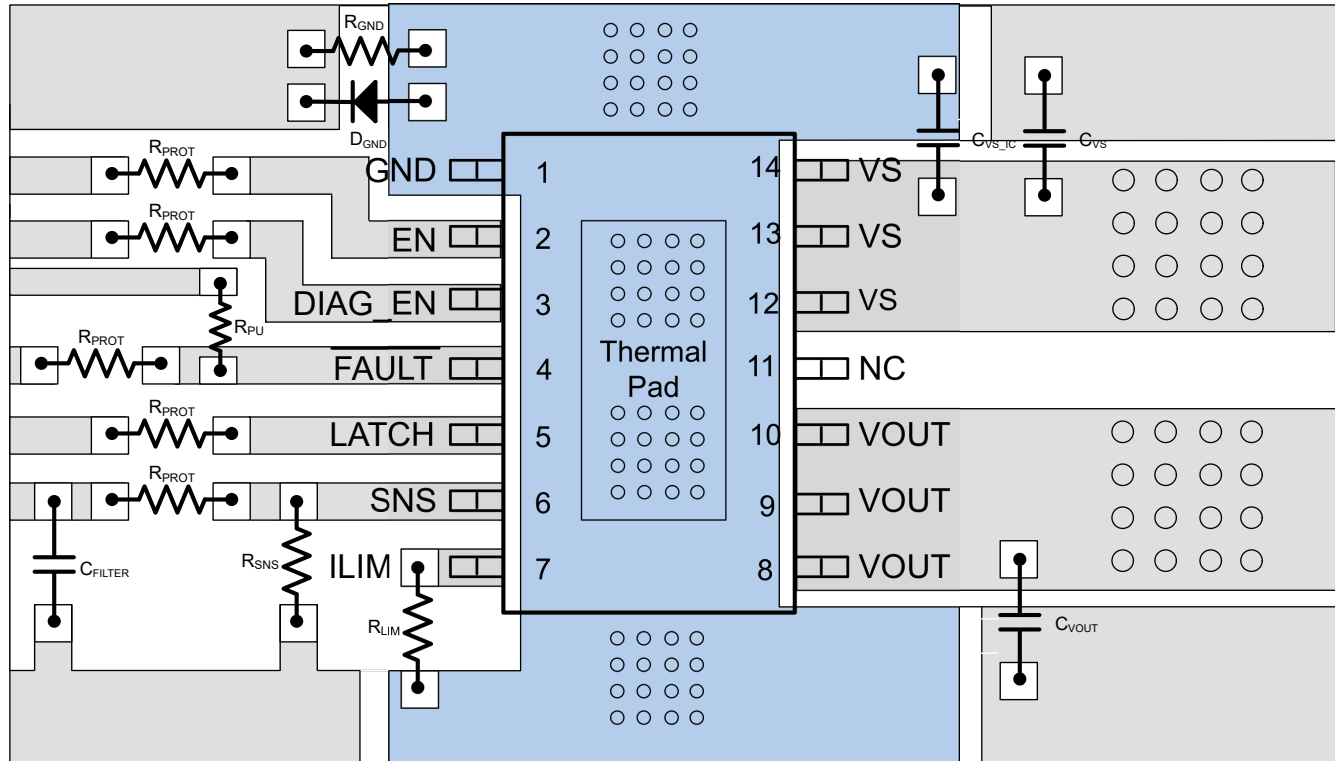 RGND
DGND
CVS_IC
CVS
RPROT
GND
1
14
VS
RPROT
EN
2
13
VS
DIAG_EN
3
12
VS
RPU
RPROT
FAULT
4
Thermal
Pad
11
NC
RPROT
LATCH
5
10
VOUT
RPROT
SNS
6
9
VOUT
CFILTER
RSNS
ILIM
7
8
VOUT
RLIM
CVOUT